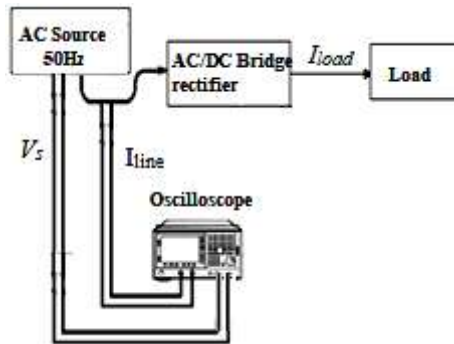 AC Source
50Hz
AC/DC Bridge
rectifier
Iload
Load
Vs
Iline
Oscilloscope